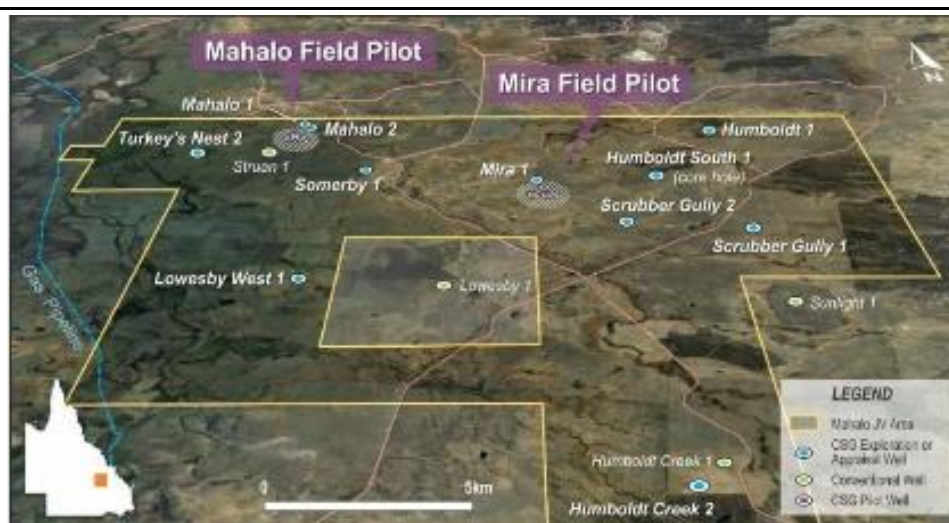 Mahalo Field Pilot
Mira Field Pilot
Mahalo 1
Mahalo 2
Humboldt 1
Turkey's Nest 2
Struan 1
Somerby 1
Mira 1
Humboldt South 1
(core hole)
Scrubber Gully 2
Scrubber Gully 1
Lowesby West 1
Lowesby 1
Sunlight 1
Gas Pipeline
LEGEND
Mahalo JV Area
CSG Exploration or
Appraisal Well
Conventional Well
CSG Pilot Well
Humboldt Creek 1
Humboldt Creek 2
0
5km